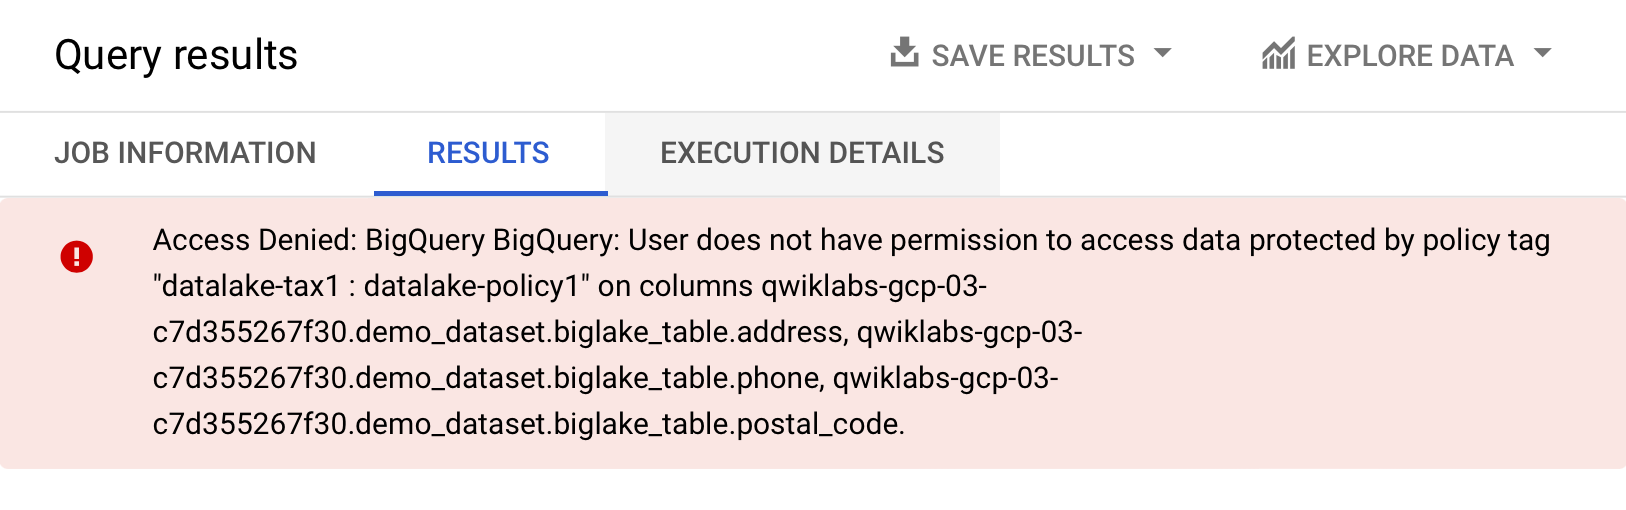 Query results
SAVE RESULTS
EXPLORE DATA
JOB INFORMATION
RESULTS
EXECUTION DETAILS
Access Denied: BigQuery BigQuery: User does not have permission to access data protected by policy tag
"datalake-tax1 : datalake-policy1" on columns qwiklabs-gcp-03-
c7d355267f30.demo_dataset.biglake_table.address, qwiklabs-gcp-03-
c7d355267f30.demo_dataset.biglake_table.phone, qwiklabs-gcp-03-
c7d355267f30.demo_dataset.biglake_table.postal_code.